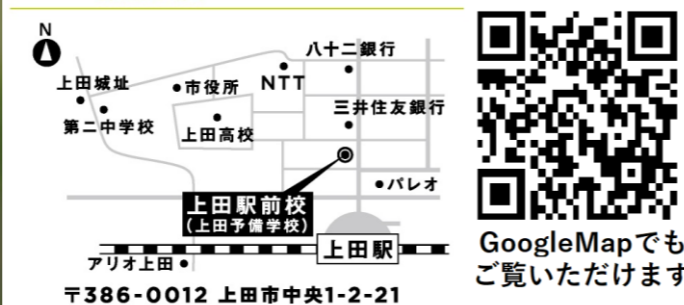 N
八十二銀行
上田城址
市役所
NTT
第二中学校
上田高校
三井住友銀行
パレオ
上田駅前校
(上田予備学校)
上田駅
アリオ上田
〒386-0012 上田市中央1-2-21
GoogleMapでも
ご覧いただけます